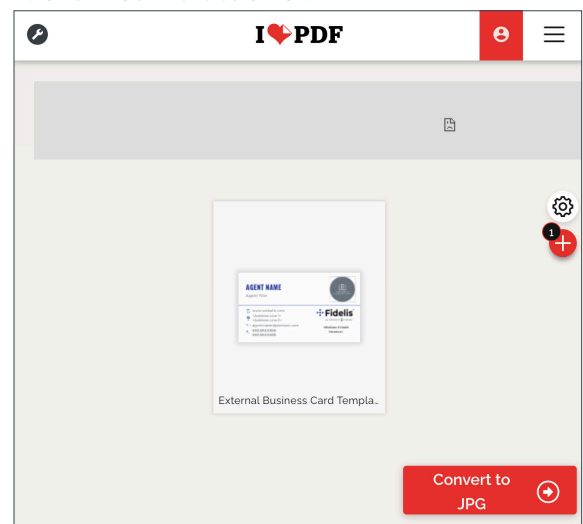 I PDF
1
AGENT NAME
Agent Title
Fidelis
External Business Card Templa...
Convert to
JPG